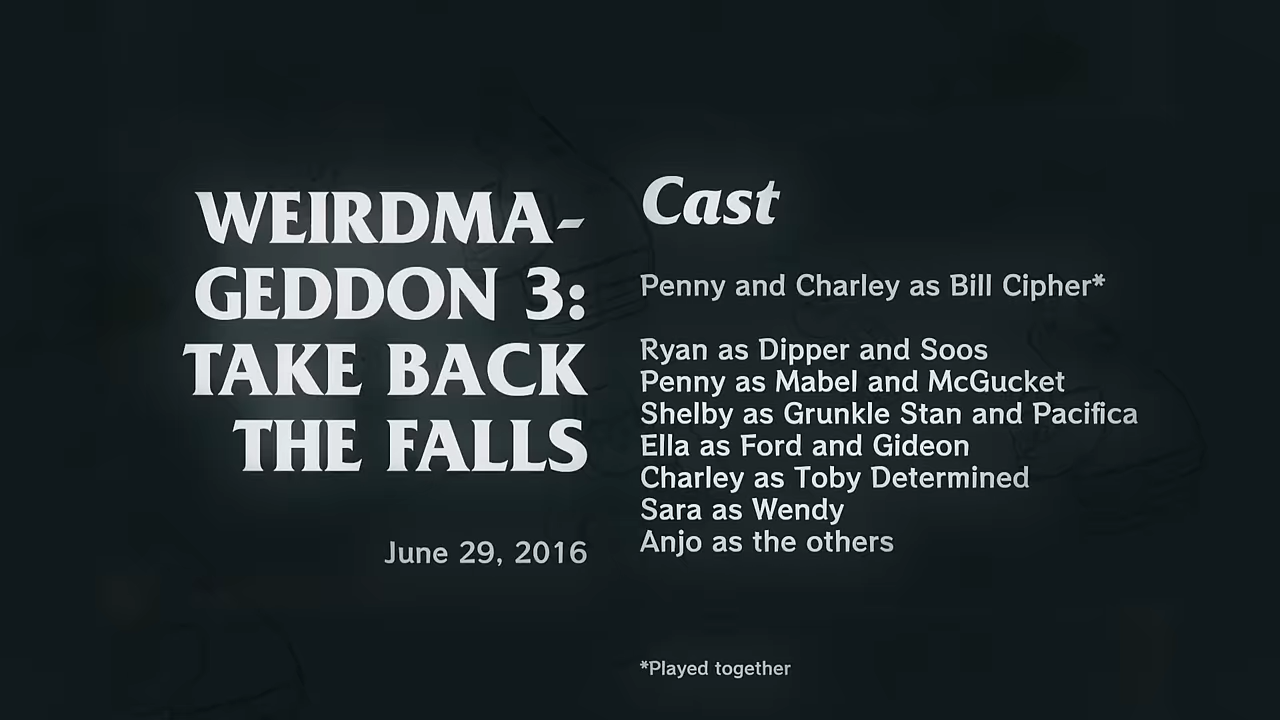 WEIRDMA-
GEDDON 3:
TAKE BACK
THE FALLS
June 29, 2016
Cast
Penny and Charley as Bill Cipher*
Ryan as Dipper and Soos
Penny as Mabel and McGucket
Shelby as Grunkle Stan and Pacifica
Ella as Ford and Gideon
Charley as Toby Determined
Sara as Wendy
Anjo as the others
*Played together